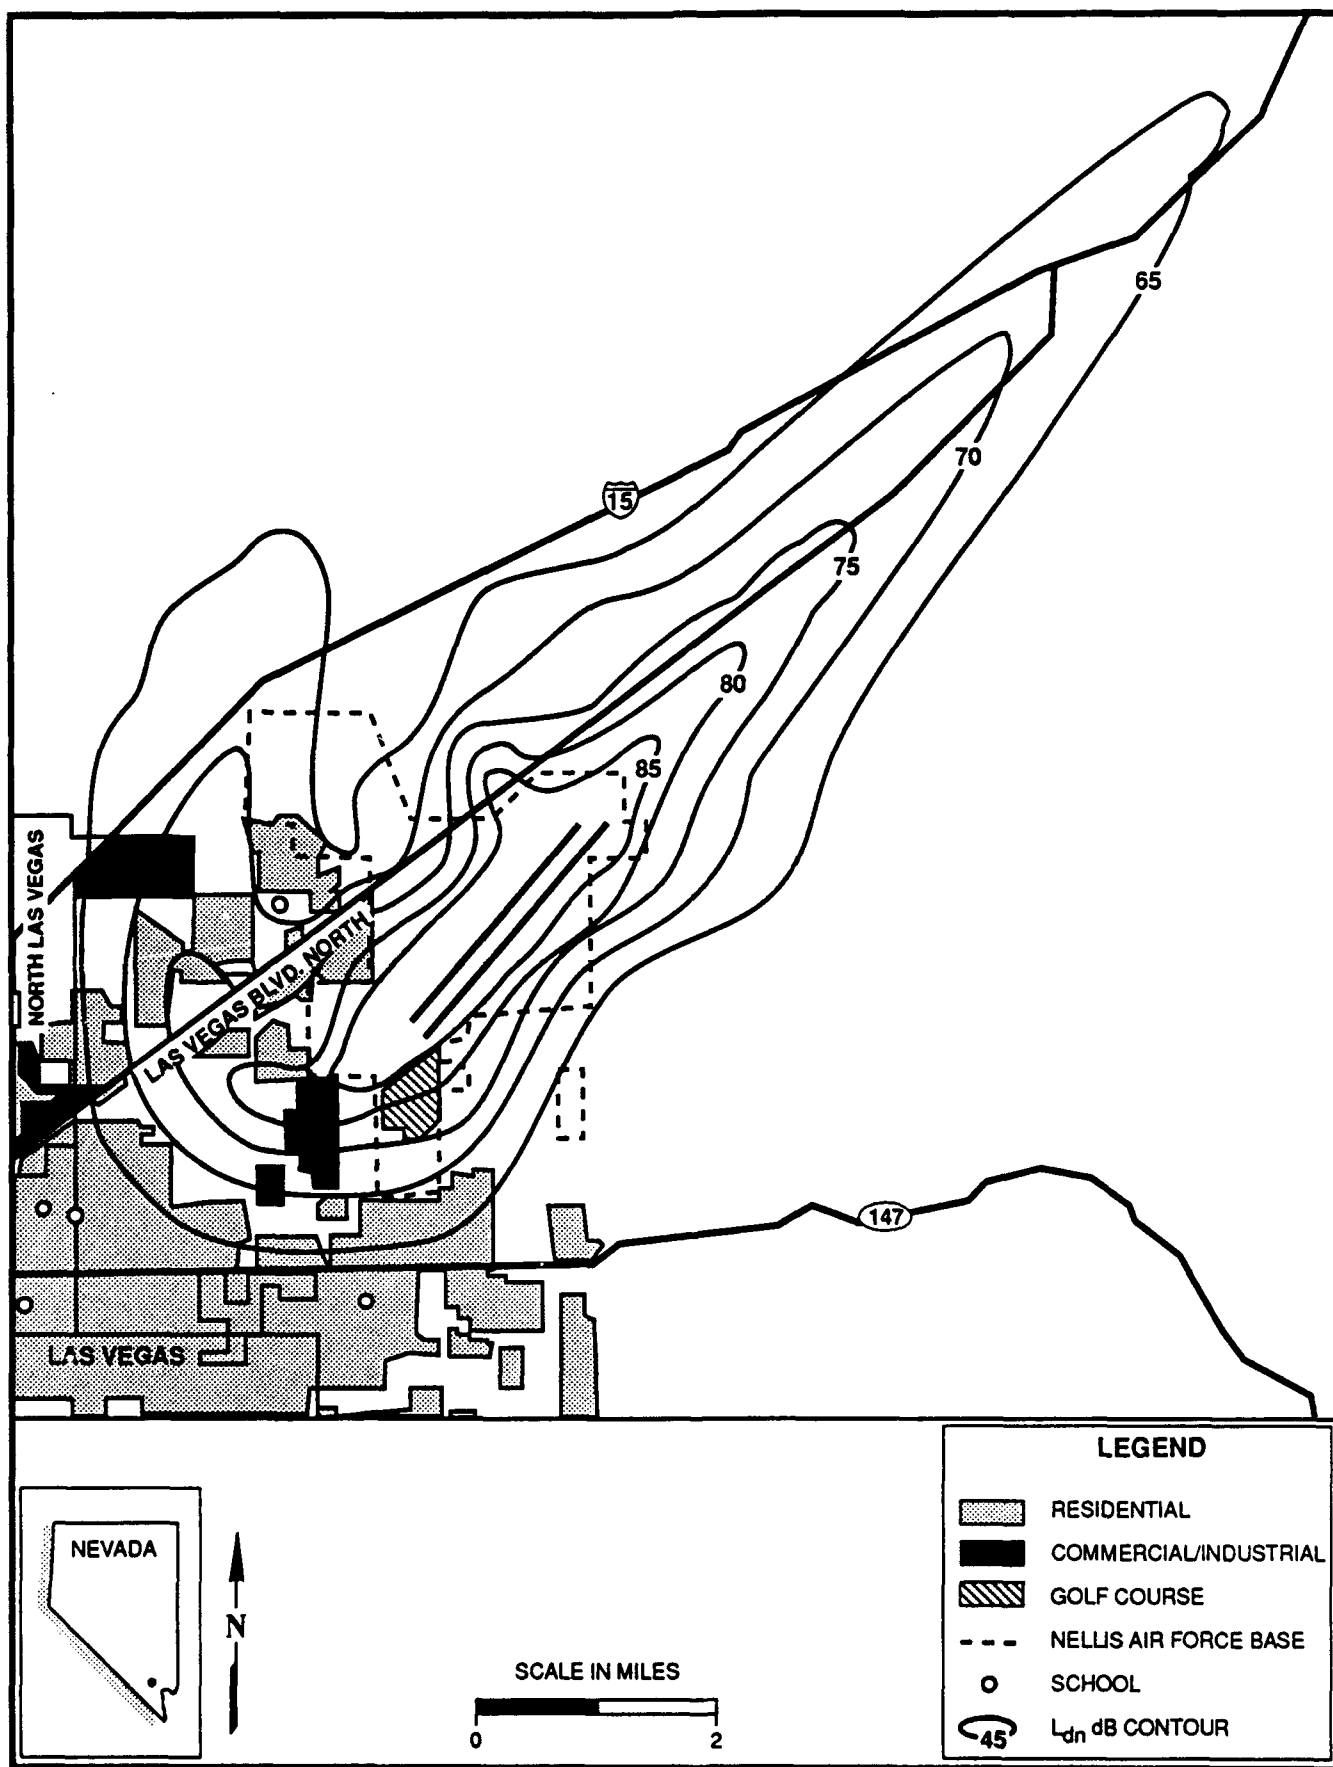 65
70
15
75
80
85
NORTH LAS VEGAS
LAS VEGAS BLVD. NORTH
147
LAS VEGAS
LEGEND
RESIDENTIAL
COMMERCIAL/INDUSTRIAL
GOLF COURSE
NELLIS AIR FORCE BASE
SCHOOL
45 Ldn dB CONTOUR
NEVADA
N
SCALE IN MILES
0 2